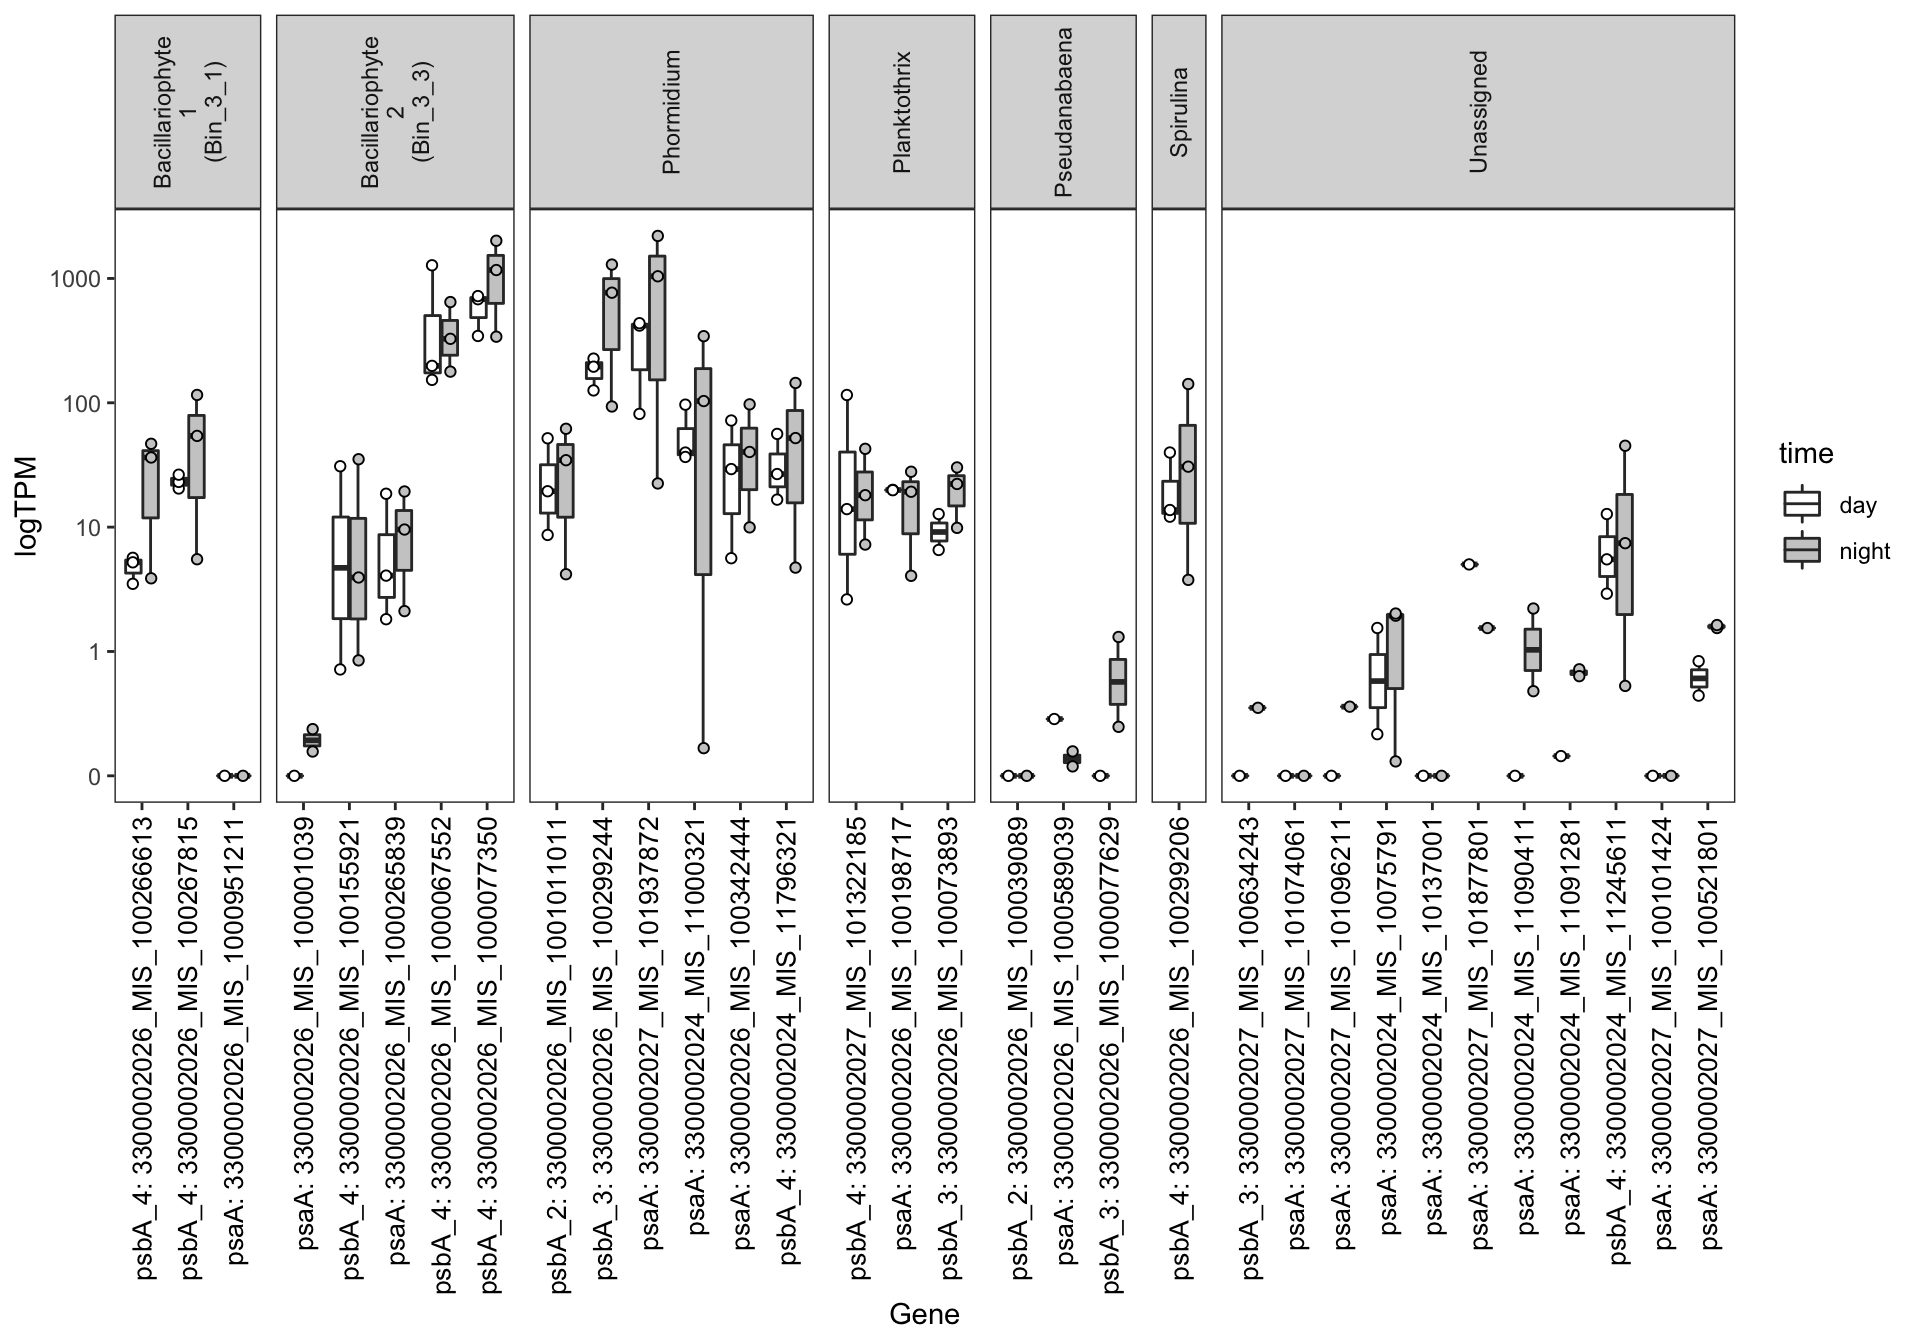 Bacillariophyte
1
(Bin_3_1)
Bacillariophyte
2
(Bin_3_3)
Phormidium
Planktothrix
Pseudanabaena
Spirulina
Unassigned
logTPM
1000
100
10
1
0
psbA_4: 3300002026_MIS_100266613
psbA_4: 3300002026_MIS_100267815
psaA: 3300002026_MIS_1000951211
psaA: 3300002026_MIS_100001039
psbA_4: 3300002026_MIS_100155921
psaA: 3300002026_MIS_1000265839
psbA_4: 3300002026_MIS_1000067552
psbA_4: 3300002026_MIS_1000077350
psbA_2: 3300002026_MIS_100101011
psbA_3: 3300002026_MIS_100299244
psaA: 3300002027_MIS_101937872
psaA: 3300002024_MIS_11000321
psaA: 3300002026_MIS_100342444
psbA_4: 3300002024_MIS_11796321
psbA_4: 3300002027_MIS_101322185
psaA: 3300002026_MIS_100198717
psbA_3: 3300002026_MIS_100073893
psbA_2: 3300002026_MIS_1000039089
psaA: 3300002026_MIS_1000589039
psbA_3: 3300002026_MIS_1000077629
psbA_4: 3300002026_MIS_100299206
psbA_3: 3300002027_MIS_100634243
psaA: 3300002027_MIS_101074061
psaA: 3300002027_MIS_101096211
psaA: 3300002024_MIS_10075791
psaA: 3300002024_MIS_10137001
psaA: 3300002027_MIS_101877801
psaA: 3300002024_MIS_11090411
psaA: 3300002024_MIS_11091281
psbA_4: 3300002024_MIS_11245611
psaA: 3300002027_MIS_100101424
psaA: 3300002027_MIS_100521801
Gene
time
day
night